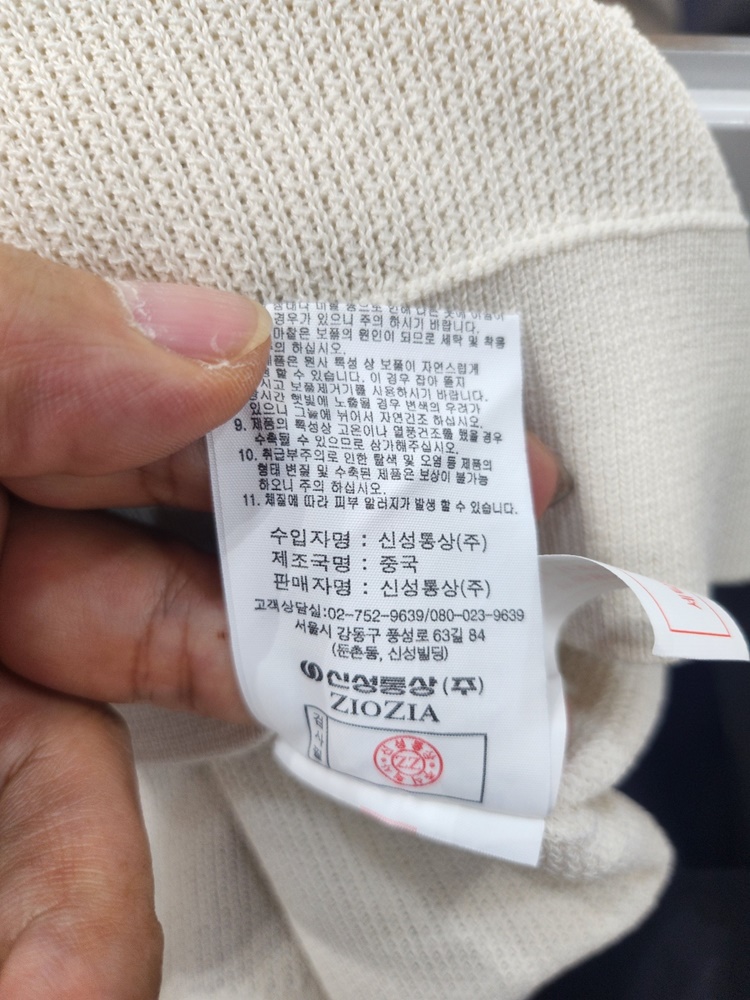 경우가 있으니 주의 하시기 바랍니다.
마찰은 보풀의 원인이 되므로 세탁 및 착용
하십시오.
제품은 원사 특성 상 보풀이 자연스럽게
할 수 있습니다. 이 경우 잡아 뜯지
보풀제거기를 사용하시기 바랍니다.
햇빛에 노출될 경우 변색의 우려가
있으니 그늘에 뉘어서 자연건조 하십시오.
9. 제품의 특성상 고온이나 열풍건조를 했을 경우
수축될 수 있으므로 삼가해주십시오.
10. 취급부주의로 인한 탈색 및 오염 등 제품의
형태 변질 및 수축된 제품은 보상이 불가능
하오니 주의 하십시오.
11. 체질에 따라 피부 알러지가 발생 할 수 있습니다.
수입자명 : 신성통상(주)
제조국명 : 중국
판매자명 : 신성통상(주)
고객상담실:02-752-9639/080-023-9639
서울시 강동구 풍성로 63길 84
(둔촌동, 신성빌딩)
신성통상(주)
ZIOZIA
검사필
ZZ